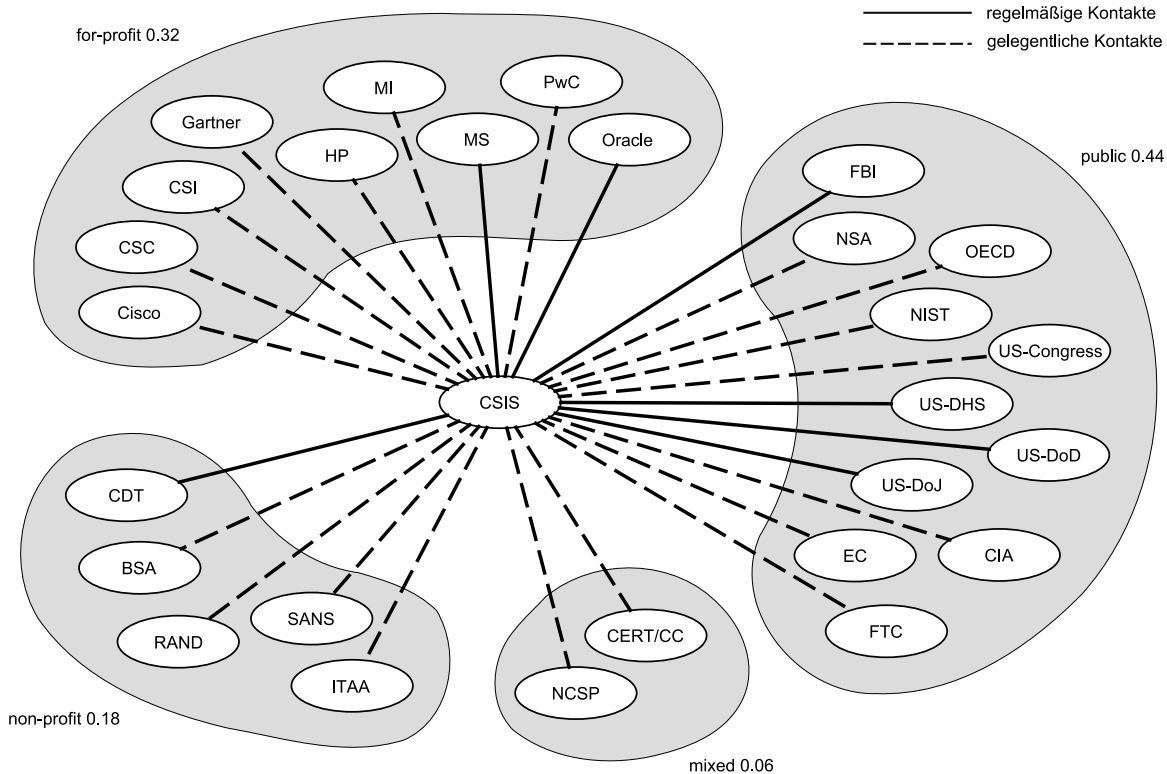 regelmäßige Kontakte
gelegentliche Kontakte
for-profit 0.32
MI
PwC
Gartner
HP
MS
Oracle
CSI
CSC
Cisco
public 0.44
FBI
NSA
OECD
NIST
US-Congress
US-DHS
US-DoD
US-DoJ
EC
CIA
FTC
CSIS
CDT
BSA
RAND
SANS
ITAA
non-profit 0.18
CERT/CC
NCSP
mixed 0.06